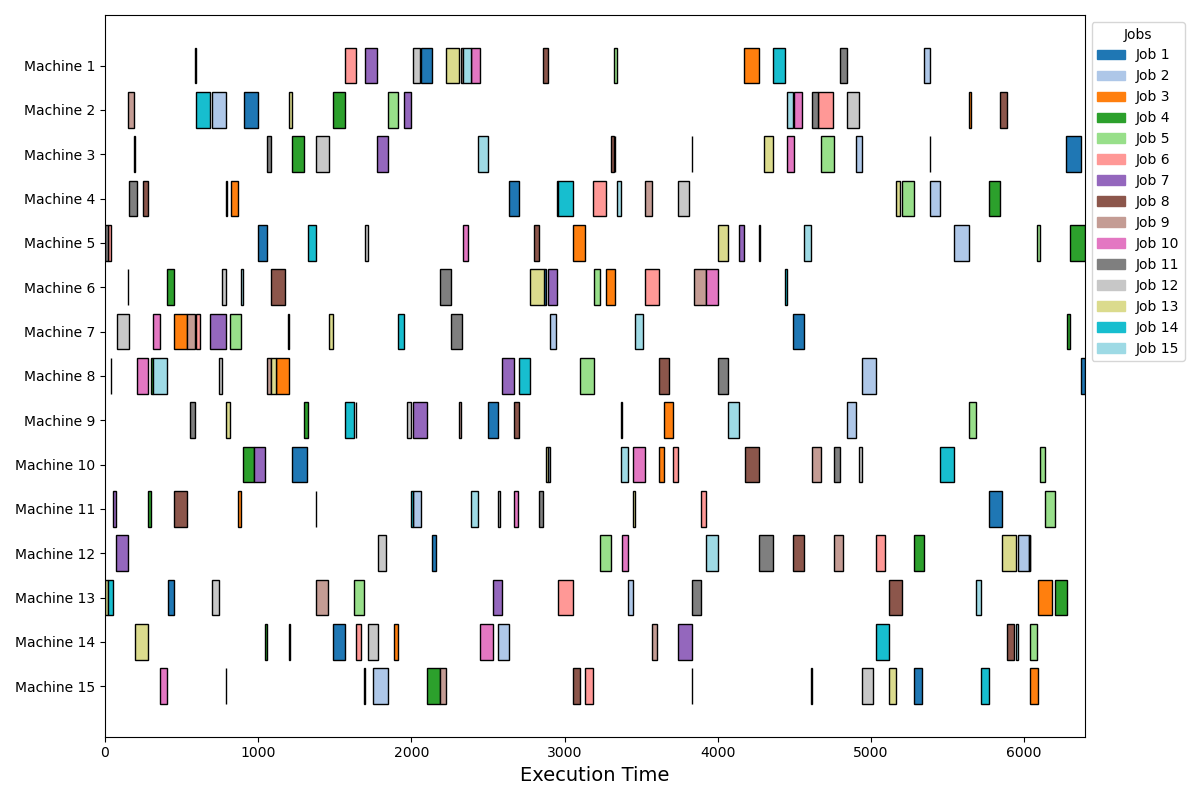 Machine 1
Machine 2
Machine 3
Machine 4
Machine 5
Machine 6
Machine 7
Machine 8
Machine 9
Machine 10
Machine 11
Machine 12
Machine 13
Machine 14
Machine 15
0 1000 2000 3000 4000 5000 6000
Execution Time
Jobs
Job 1
Job 2
Job 3
Job 4
Job 5
Job 6
Job 7
Job 8
Job 9
Job 10
Job 11
Job 12
Job 13
Job 14
Job 15